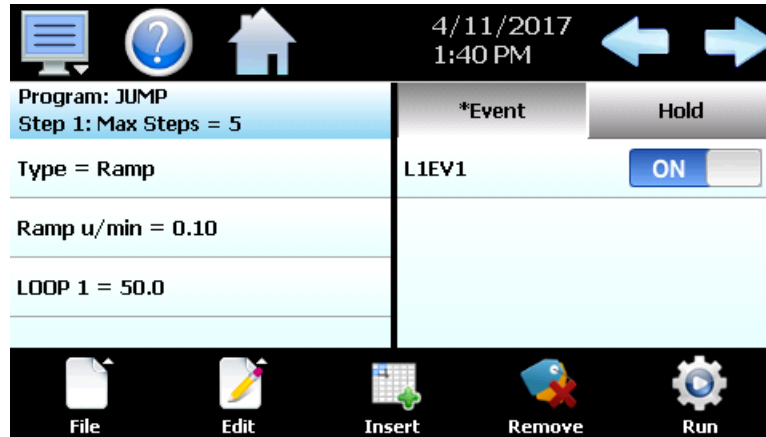 ?
4/11/2017
1:40 PM
Program: JUMP
Step 1: Max Steps = 5
*Event
Hold
Type = Ramp
L1EV1
ON
Ramp u/min = 0.10
LOOP 1 = 50.0
File
Edit
Insert
Remove
Run